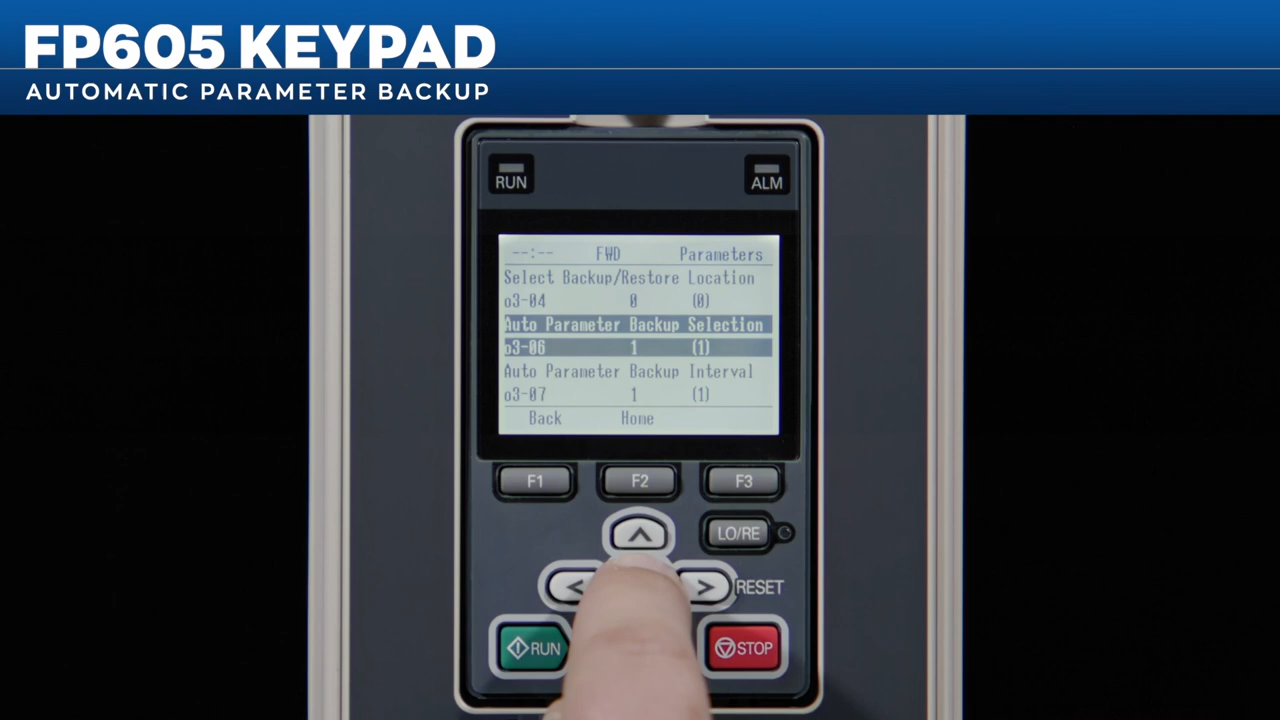 FP605 KEYPAD
AUTOMATIC PARAMETER BACKUP
RUN
ALM
--:-- FWD Parameters
Select Backup/Restore Location
o3-04 0 (0)
Auto Parameter Backup Selection
o3-06 1 (1)
Auto Parameter Backup Interval
o3-07 1 (1)
Back Home
F1 F2 F3
LO/RE
< > RESET
RUN STOP